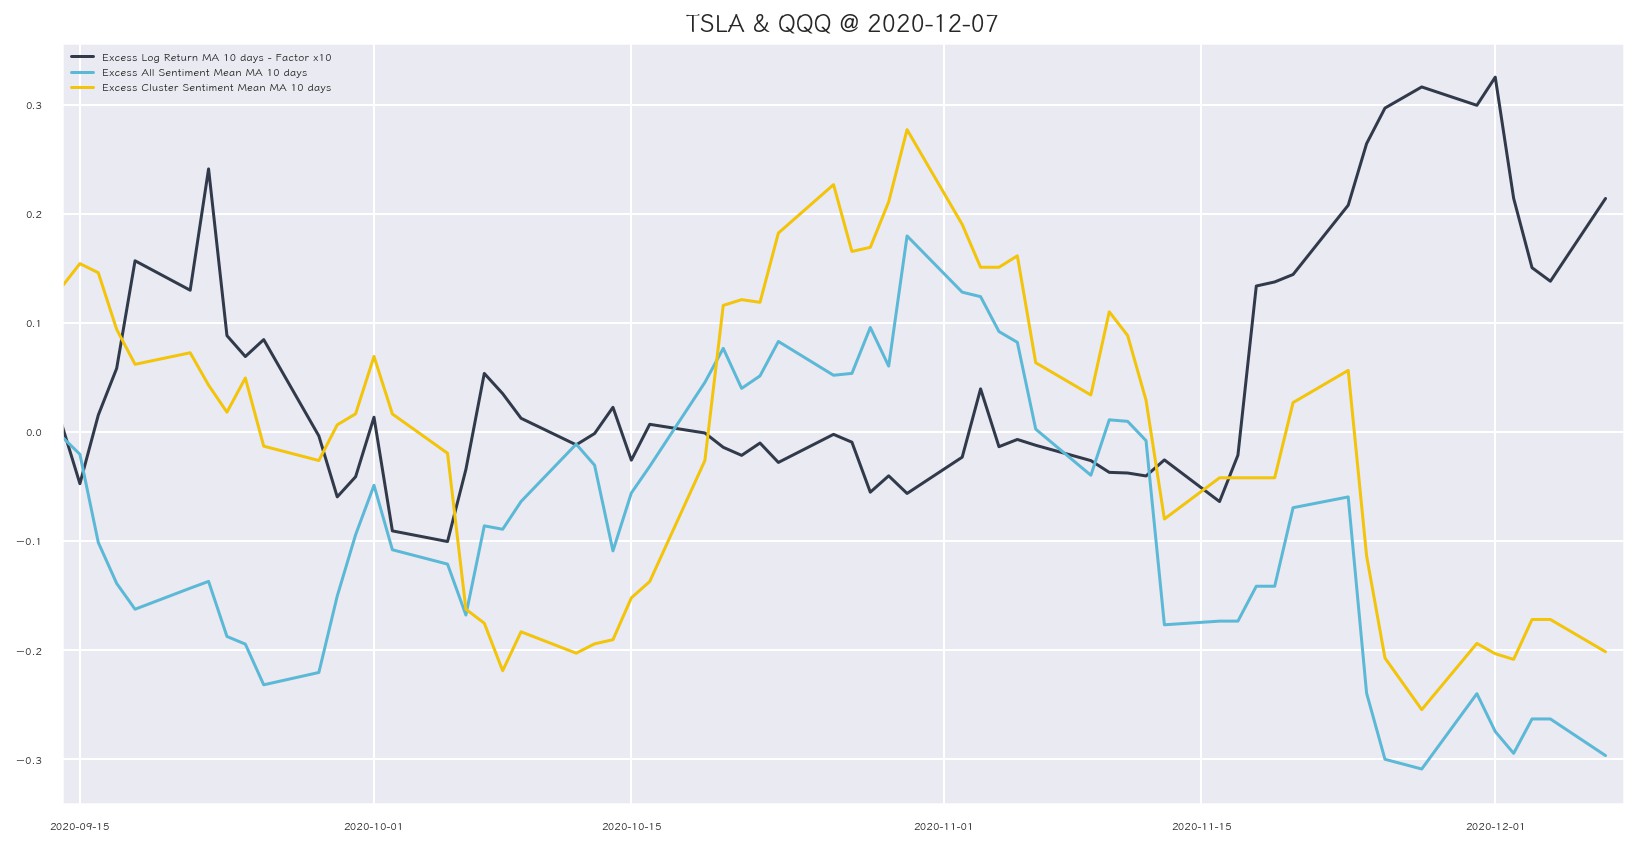 TSLA & QQQ @ 2020-12-07
Excess Log Return MA 10 days - Factor x10
Excess All Sentiment Mean MA 10 days
Excess Cluster Sentiment Mean MA 10 days
0.3
0.2
0.1
0.0
−0.1
−0.2
−0.3
2020-09-15 2020-10-01 2020-10-15 2020-11-01 2020-11-15 2020-12-01